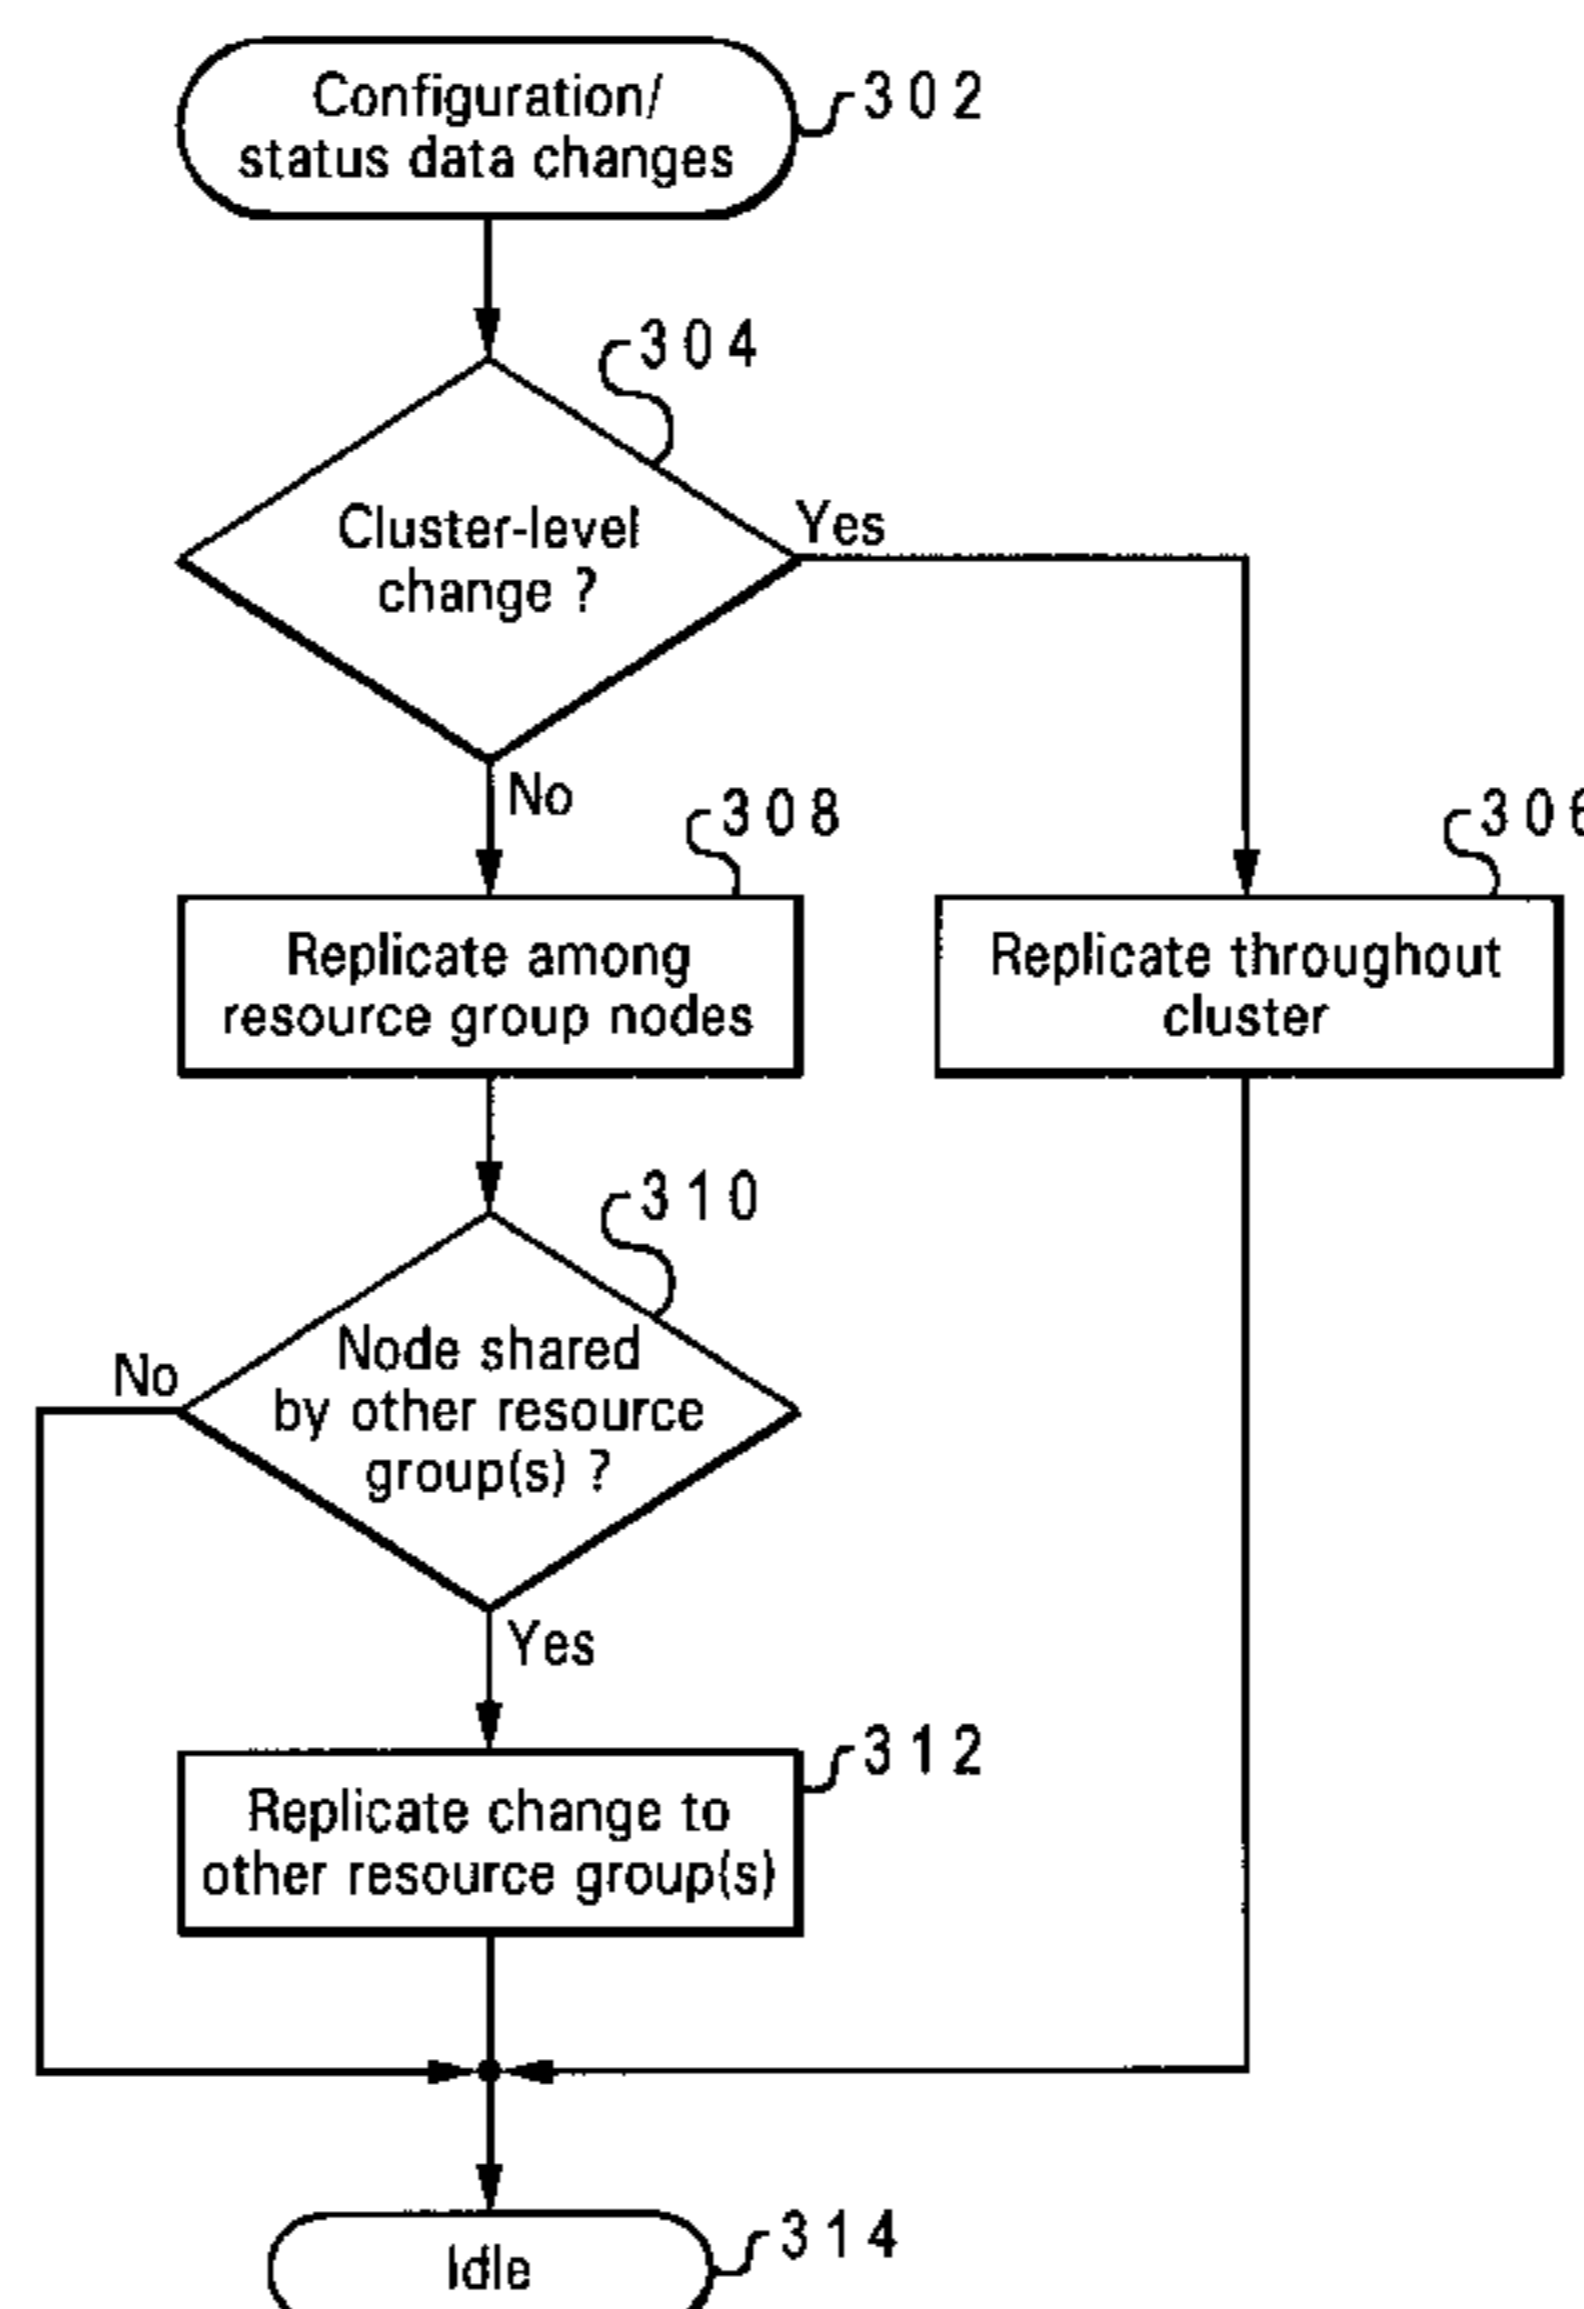 Configuration/
status data changes
302
304
Cluster-level
change ?
Yes
No
308
306
Replicate among
resource group nodes
Replicate throughout
cluster
310
No
Node shared
by other resource
group(s) ?
Yes
312
Replicate change to
other resource group(s)
314
Idle